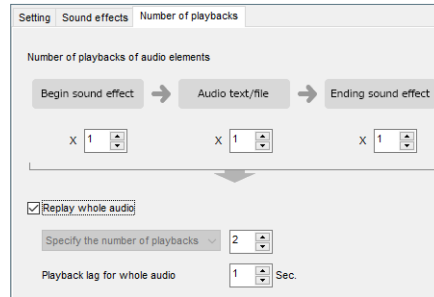 Setting Sound effects Number of playbacks
Number of playbacks of audio elements
Begin sound effect Audio text/file Ending sound effect
X 1 X 1 X 1
Replay whole audio
Specify the number of playbacks 2
Playback lag for whole audio 1 Sec.